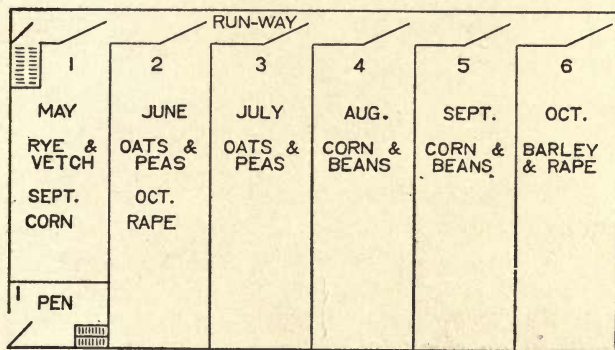 RUN-WAY
1
MAY
RYE &
VETCH
SEPT.
CORN
PEN
2
JUNE
OATS &
PEAS
OCT.
RAPE
3
JULY
OATS &
PEAS
4
AUG.
CORN &
BEANS
5
SEPT.
CORN &
BEANS
6
OCT.
BARLEY
& RAPE